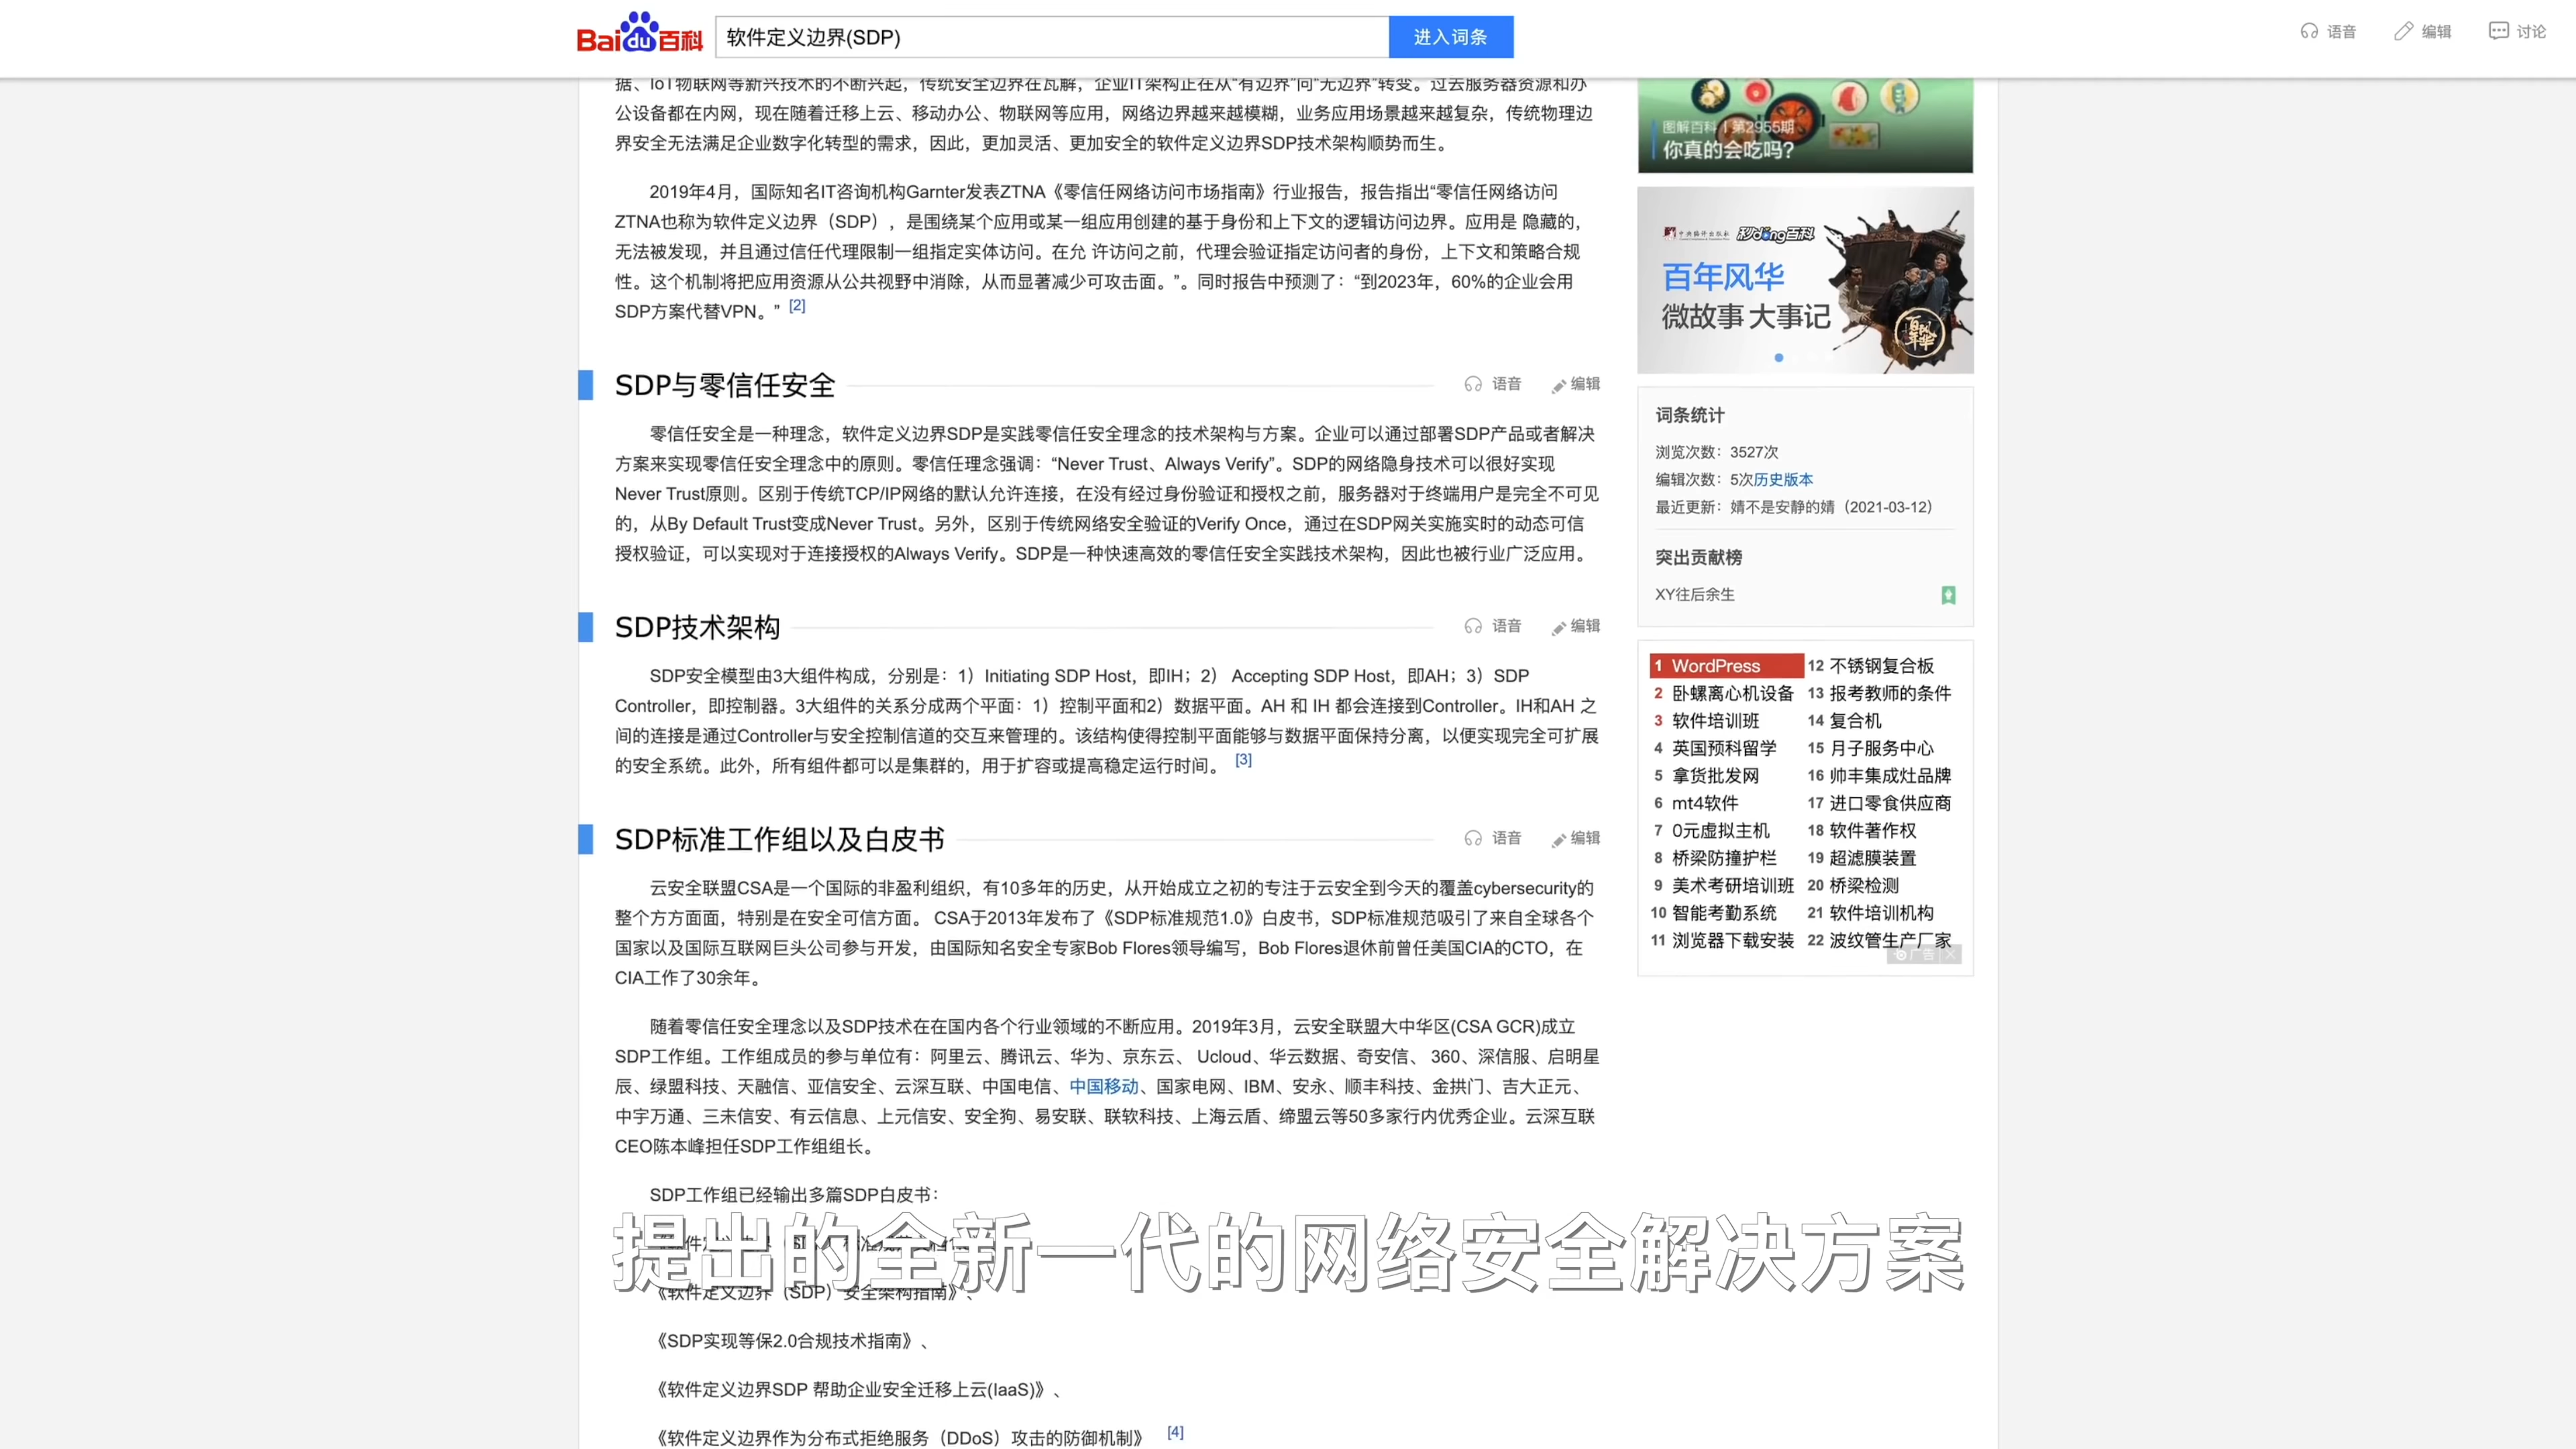 Bai du 百科
软件定义边界(SDP)
进入词条
语音
编辑
讨论
据、IoT物联网等新兴技术的不断兴起，传统安全边界在瓦解，企业IT架构正在从“有边界”向“无边界”转变。过去服务器资源和办
公设备都在内网，现在随着迁移上云、移动办公、物联网等应用，网络边界越来越模糊，业务应用场景越来越复杂，传统物理边
界安全无法满足企业数字化转型的需求，因此，更加灵活、更加安全的软件定义边界SDP技术架构顺势而生。
2019年4月，国际知名IT咨询机构Garnter发表ZTNA《零信任网络访问市场指南》行业报告，报告指出“零信任网络访问
ZTNA也称为软件定义边界（SDP），是围绕某个应用或某一组应用创建的基于身份和上下文的逻辑访问边界。应用是 隐藏的，
无法被发现，并且通过信任代理限制一组指定实体访问。在允 许访问之前，代理会验证指定访问者的身份，上下文和策略合规
性。这个机制将把应用资源从公共视野中消除，从而显著减少可攻击面。”。同时报告中预测了：“到2023年，60%的企业会用
SDP方案代替VPN。” [2]
SDP与零信任安全
语音
编辑
零信任安全是一种理念，软件定义边界SDP是实践零信任安全理念的技术架构与方案。企业可以通过部署SDP产品或者解决
方案来实现零信任安全理念中的原则。零信任理念强调：“Never Trust、Always Verify”。SDP的网络隐身技术可以很好实现
Never Trust原则。区别于传统TCP/IP网络的默认允许连接，在没有经过身份验证和授权之前，服务器对于终端用户是完全不可见
的，从By Default Trust变成Never Trust。另外，区别于传统网络安全验证的Verify Once，通过在SDP网关实施实时的动态可信
授权验证，可以实现对于连接授权的Always Verify。SDP是一种快速高效的零信任安全实践技术架构，因此也被行业广泛应用。
SDP技术架构
语音
编辑
SDP安全模型由3大组件构成，分别是：1）Initiating SDP Host，即IH；2） Accepting SDP Host，即AH；3）SDP
Controller，即控制器。3大组件的关系分成两个平面：1）控制平面和2）数据平面。AH 和 IH 都会连接到Controller。IH和AH 之
间的连接是通过Controller与安全控制信道的交互来管理的。该结构使得控制平面能够与数据平面保持分离，以便实现完全可扩展
的安全系统。此外，所有组件都可以是集群的，用于扩容或提高稳定运行时间。 [3]
SDP标准工作组以及白皮书
语音
编辑
云安全联盟CSA是一个国际的非盈利组织，有10多年的历史，从开始成立之初的专注于云安全到今天的覆盖cybersecurity的
整个方方面面，特别是在安全可信方面。 CSA于2013年发布了《SDP标准规范1.0》白皮书，SDP标准规范吸引了来自全球各个
国家以及国际互联网巨头公司参与开发，由国际知名安全专家Bob Flores领导编写，Bob Flores退休前曾任美国CIA的CTO，在
CIA工作了30余年。
随着零信任安全理念以及SDP技术在在国内各个行业领域的不断应用。2019年3月，云安全联盟大中华区(CSA GCR)成立
SDP工作组。工作组成员的参与单位有：阿里云、腾讯云、华为、京东云、 Ucloud、华云数据、奇安信、 360、深信服、启明星
辰、绿盟科技、天融信、亚信安全、云深互联、中国电信、中国移动、国家电网、IBM、安永、顺丰科技、金拱门、吉大正元、
中宇万通、三未信安、有云信息、上元信安、安全狗、易安联、联软科技、上海云盾、缔盟云等50多家行内优秀企业。云深互联
CEO陈本峰担任SDP工作组组长。
SDP工作组已经输出多篇SDP白皮书：
提出的全新一代的网络安全解决方案
《软件定义边界（SDP）安全架构指南》、
《SDP实现等保2.0合规技术指南》、
《软件定义边界SDP 帮助企业安全迁移上云(IaaS)》、
《软件定义边界作为分布式拒绝服务（DDoS）攻击的防御机制》 [4]
图解百科 | 第2955期
你真的会吃吗？
秒dong百科
百年风华
微故事 大事记
百年风华
词条统计
浏览次数：3527次
编辑次数：5次历史版本
最近更新：婧不是安静的婧（2021-03-12）
突出贡献榜
XY往后余生
1 WordPress
2 卧螺离心机设备
3 软件培训班
4 英国预科留学
5 拿货批发网
6 mt4软件
7 0元虚拟主机
8 桥梁防撞护栏
9 美术考研培训班
10 智能考勤系统
11 浏览器下载安装
12 不锈钢复合板
13 报考教师的条件
14 复合机
15 月子服务中心
16 帅丰集成灶品牌
17 进口零食供应商
18 软件著作权
19 超滤膜装置
20 桥梁检测
21 软件培训机构
22 波纹管生产厂家
广告